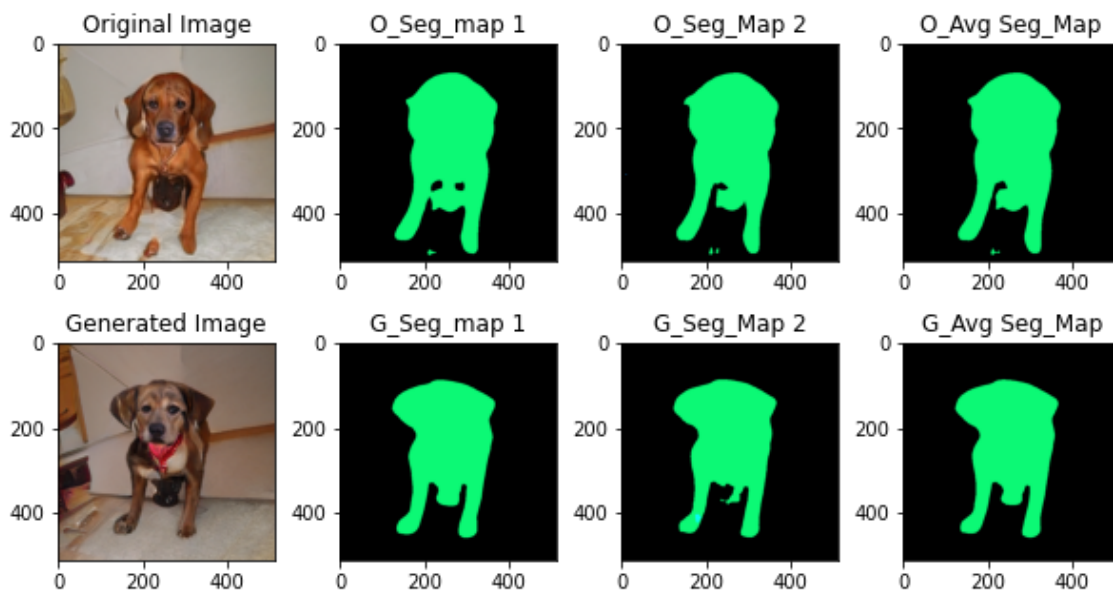 Original Image O_Seg_map 1 O_Seg_Map 2 O_Avg Seg_Map
0 0 0 0
200 200 200 200
400 400 400 400
0 200 400 0 200 400 0 200 400 0 200 400
Generated Image G_Seg_map 1 G_Seg_Map 2 G_Avg Seg_Map
0 0 0 0
200 200 200 200
400 400 400 400
0 200 400 0 200 400 0 200 400 0 200 400